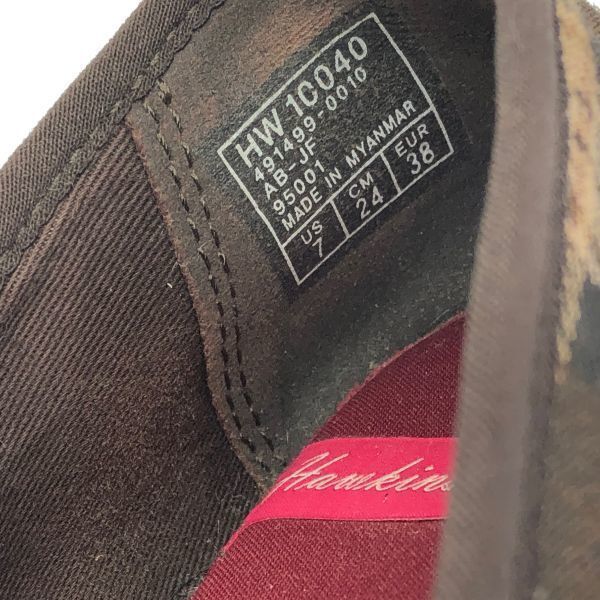 HW 1C040
491499-0010
AB-JF
95001
MADE IN MYANMAR
US CM EUR
7 24 38
Hawkins